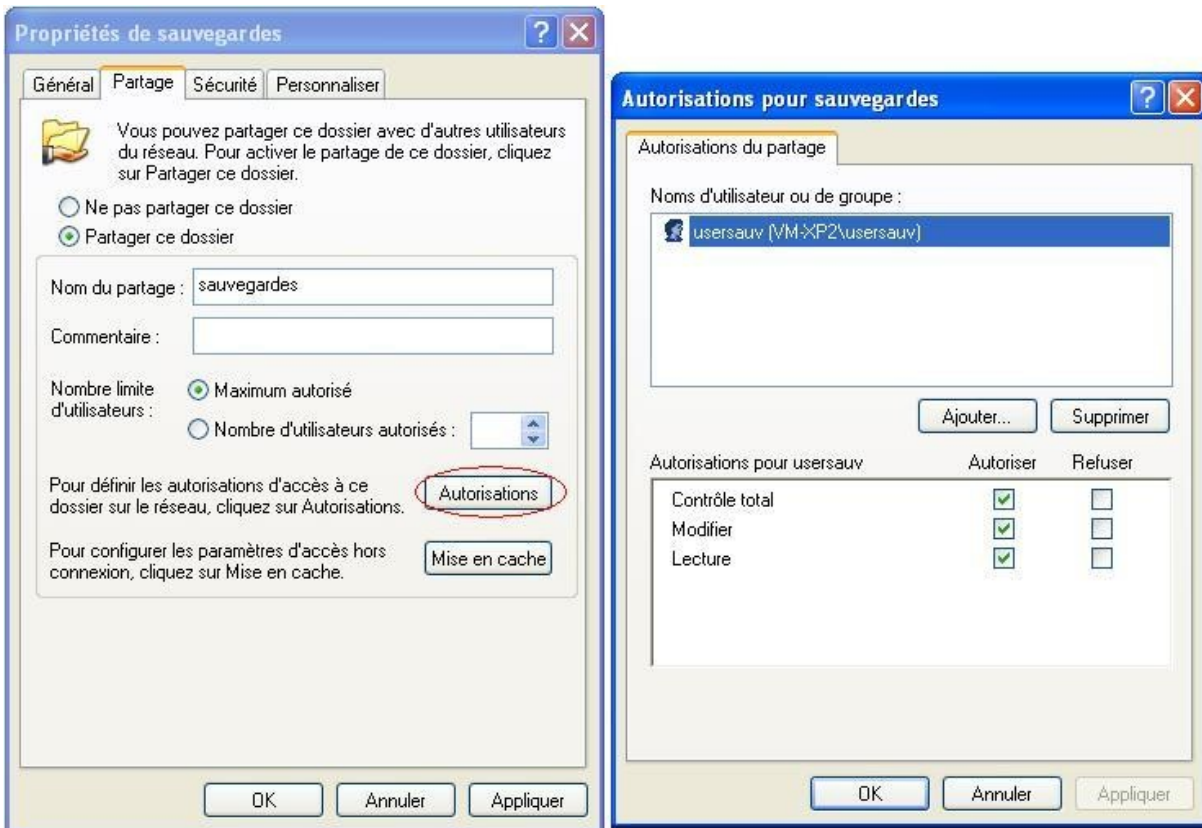 Propriétés de sauvegardes
Général
Partage
Sécurité
Personnaliser
Vous pouvez partager ce dossier avec d'autres utilisateurs
du réseau. Pour activer le partage de ce dossier, cliquez
sur Partager ce dossier.
Ne pas partager ce dossier
Partager ce dossier
Nom du partage :
sauvegardes
Commentaire :
Nombre limite
d'utilisateurs :
Maximum autorisé
Nombre d'utilisateurs autorisés :
Pour définir les autorisations d'accès à ce
dossier sur le réseau, cliquez sur Autorisations.
Autorisations
Pour configurer les paramètres d'accès hors
connexion, cliquez sur Mise en cache.
Mise en cache
OK
Annuler
Appliquer
Autorisations pour sauvegardes
Autorisations du partage
Noms d'utilisateur ou de groupe :
usersauv (VM-XP2\usersauv)
Ajouter...
Supprimer
Autorisations pour usersauv
Autoriser
Refuser
Contrôle total
Modifier
Lecture
OK
Annuler
Appliquer